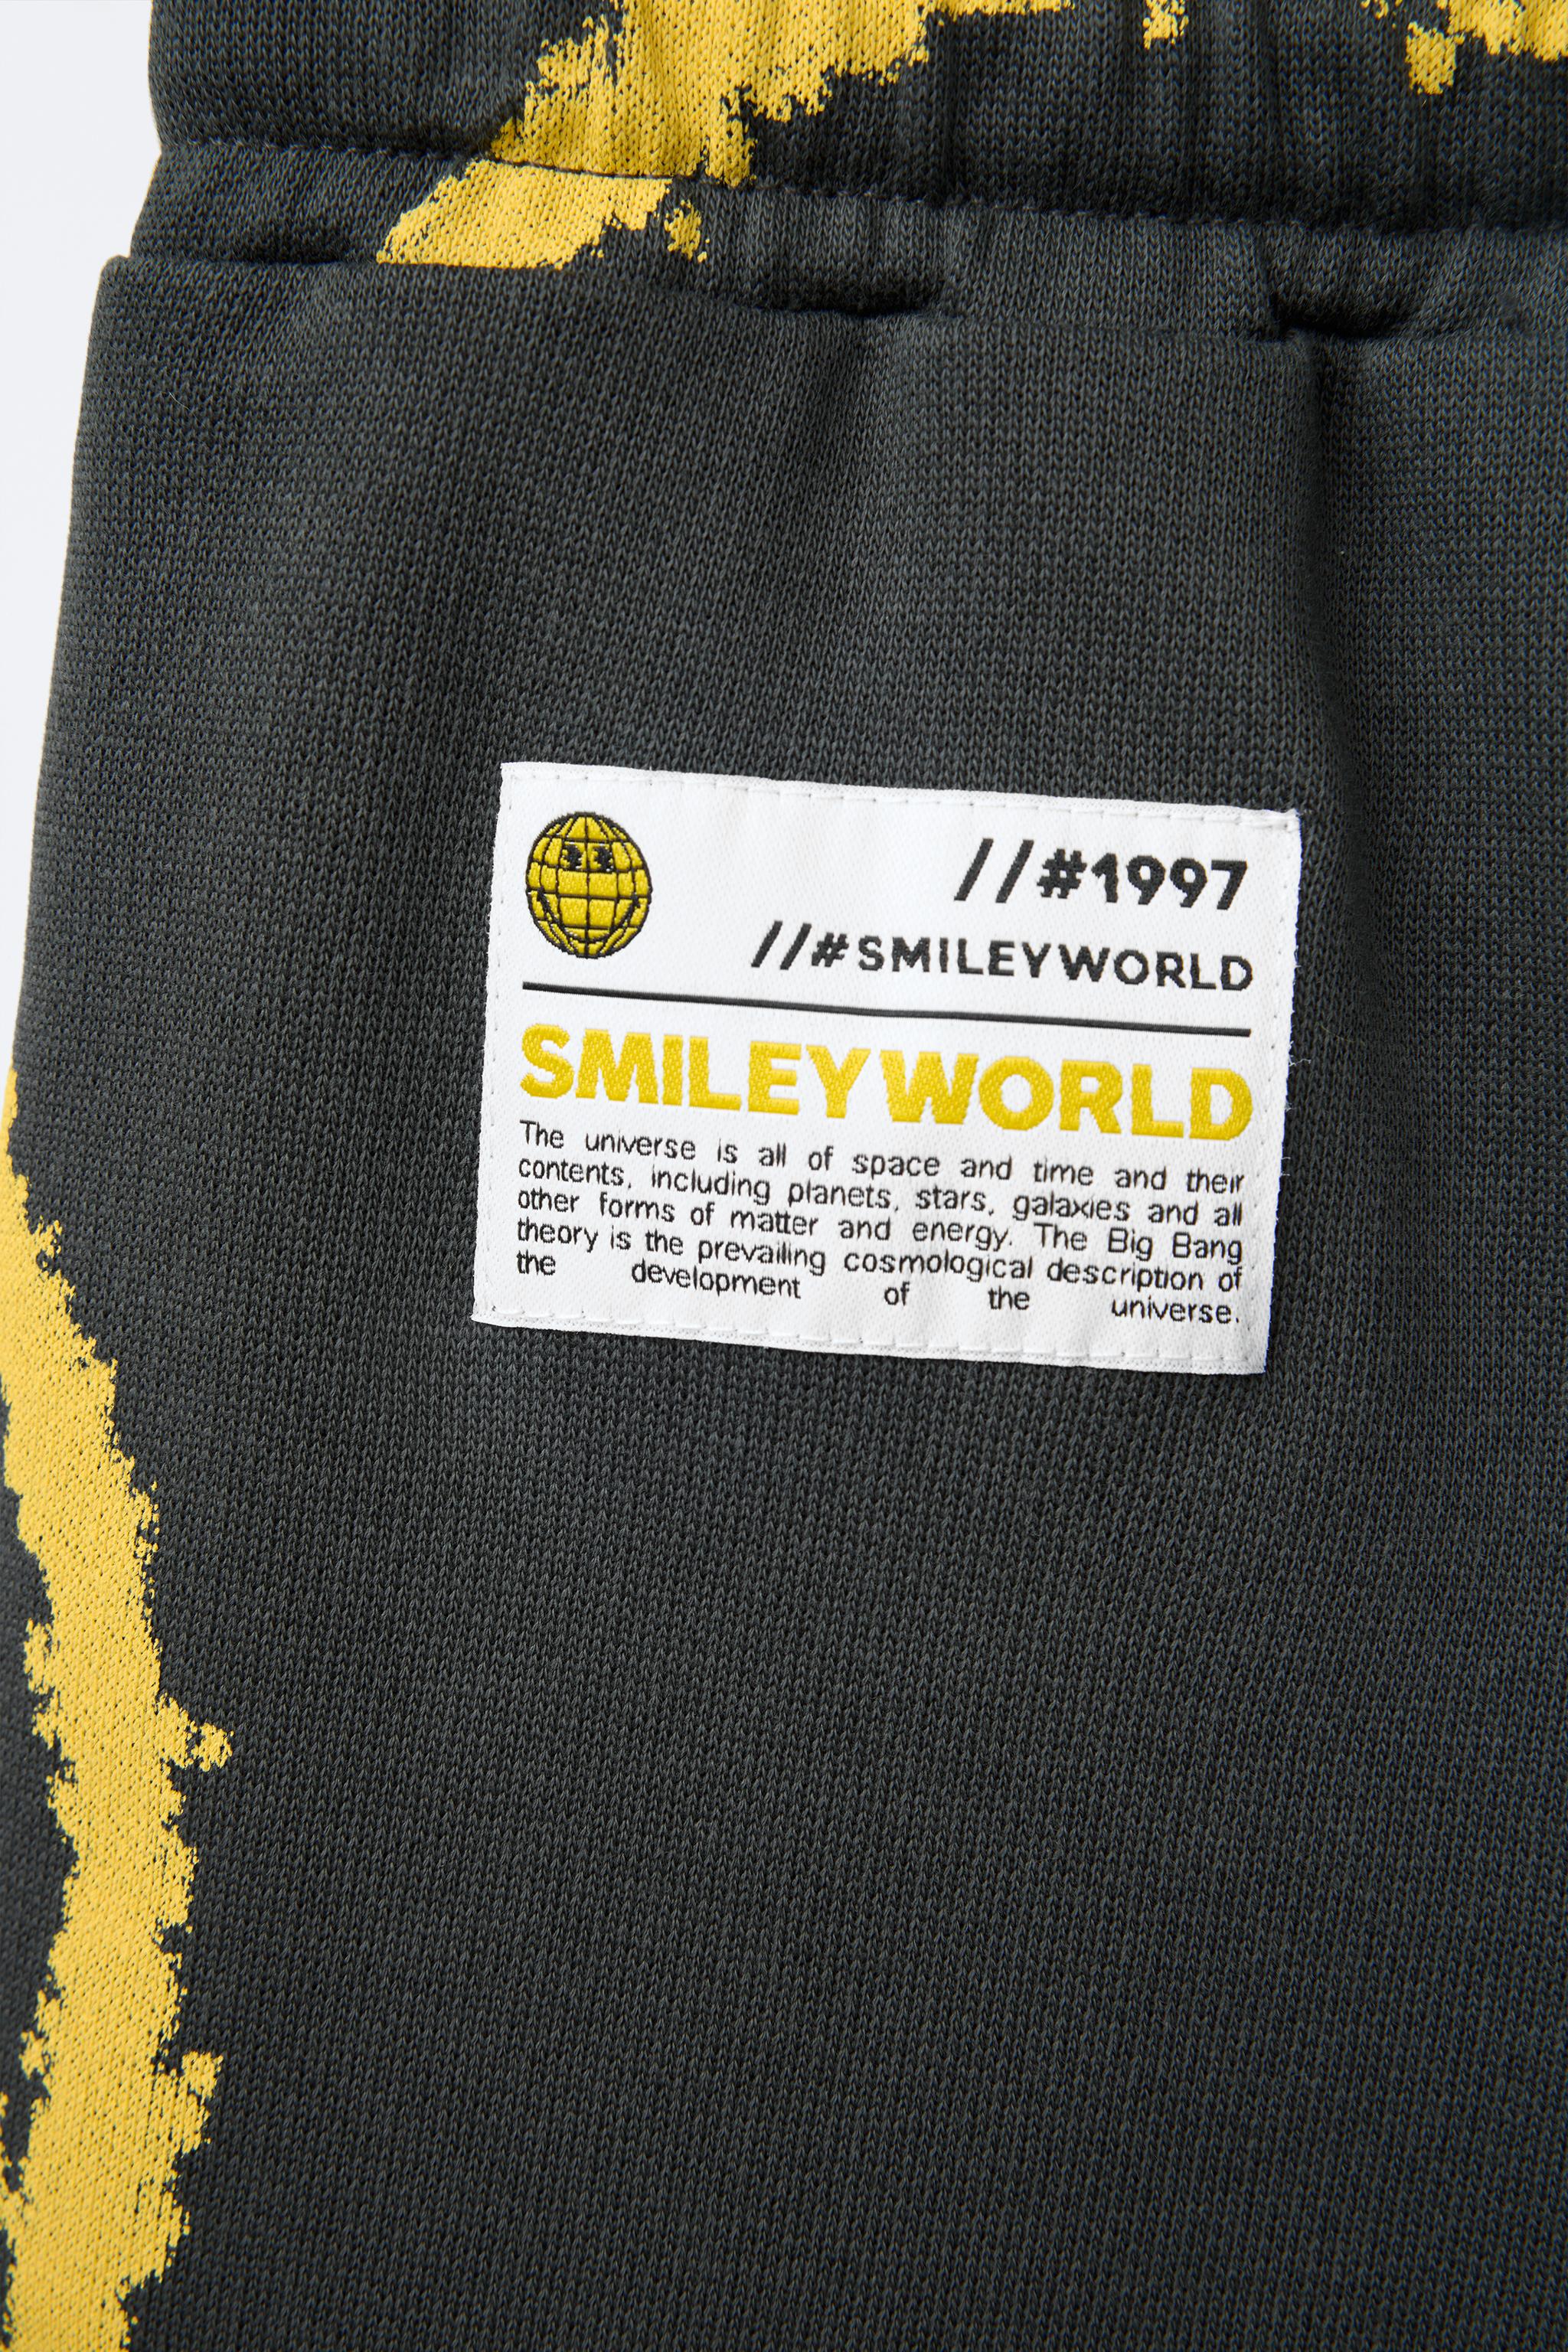 //#1997
//#SMILEYWORLD
SMILEYWORLD
The universe is all of space and time and their
contents, including planets, stars, galaxies and all
other forms of matter and energy. The Big Bang
theory is the prevailing cosmological description of
the development of the universe.